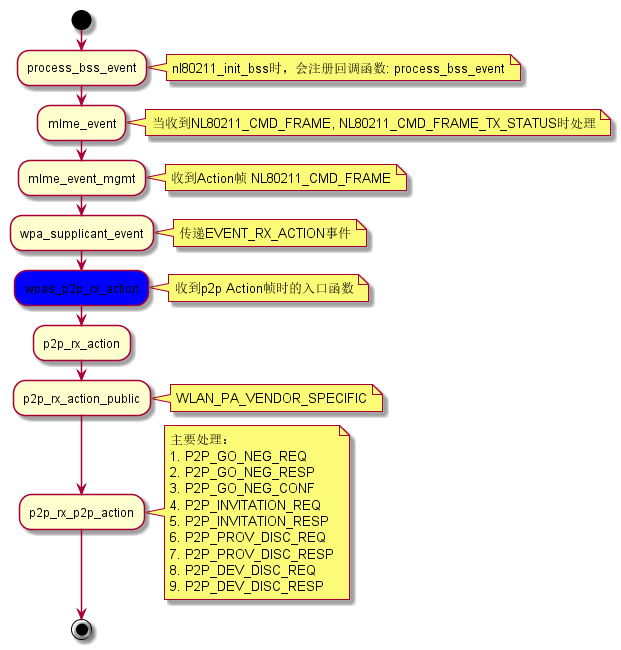 process_bss_event
nl80211_init_bss时，会注册回调函数: process_bss_event
mlme_event
当收到NL80211_CMD_FRAME, NL80211_CMD_FRAME_TX_STATUS时处理
mlme_event_mgmt
收到Action帧 NL80211_CMD_FRAME
wpa_supplicant_event
传递EVENT_RX_ACTION事件
wpas_p2p_rx_action
收到p2p Action帧时的入口函数
p2p_rx_action
p2p_rx_action_public
WLAN_PA_VENDOR_SPECIFIC
p2p_rx_p2p_action
主要处理：
1. P2P_GO_NEG_REQ
2. P2P_GO_NEG_RESP
3. P2P_GO_NEG_CONF
4. P2P_INVITATION_REQ
5. P2P_INVITATION_RESP
6. P2P_PROV_DISC_REQ
7. P2P_PROV_DISC_RESP
8. P2P_DEV_DISC_REQ
9. P2P_DEV_DISC_RESP